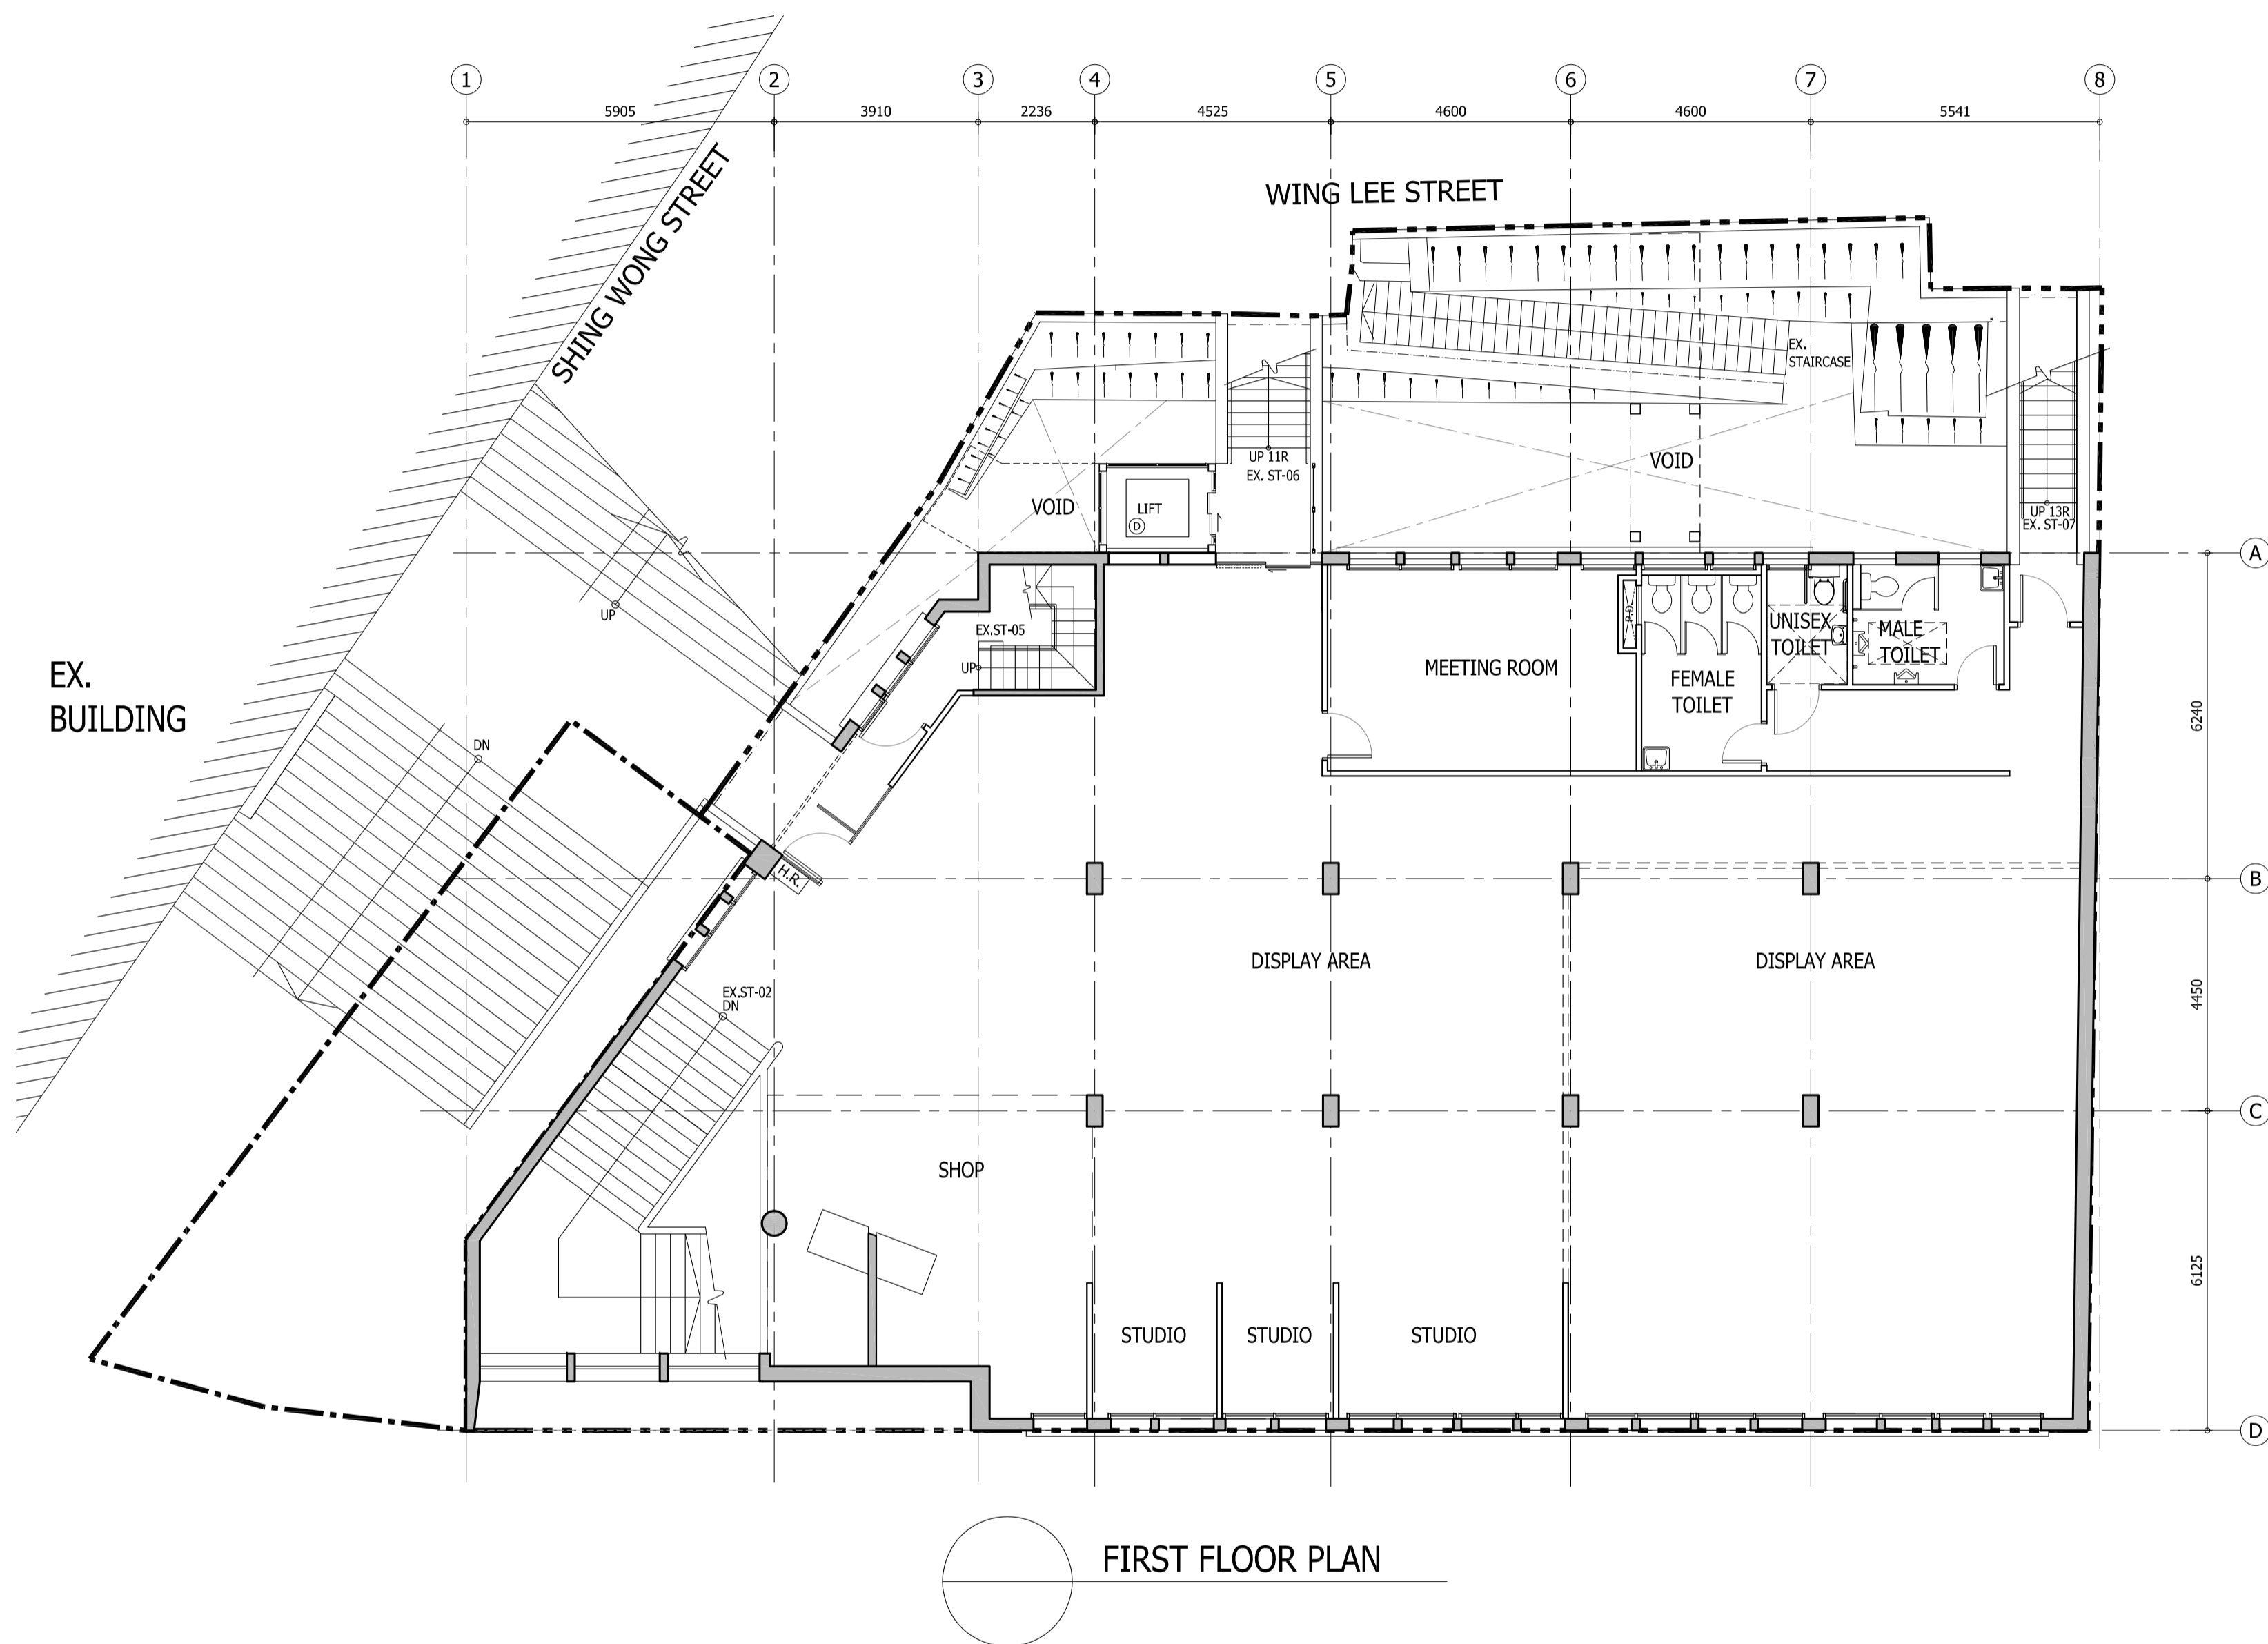 1 2 3 4 5 6 7 8
5905 3910 2236 4525 4600 4600 5541
SHING WONG STREET
WING LEE STREET
EX.
STAIRCASE
UP 11R
EX. ST-06
VOID
VOID
LIFT
D
UP 13R
EX. ST-07
A
UP
EX.ST-05
UP
P.D.
UNISEX
TOILET
MALE
TOILET
MEETING ROOM
FEMALE
TOILET
EX.
BUILDING
6240
DN
H.R.
B
DISPLAY AREA
DISPLAY AREA
EX.ST-02
DN
4450
C
SHOP
6125
STUDIO
STUDIO
STUDIO
D
FIRST FLOOR PLAN